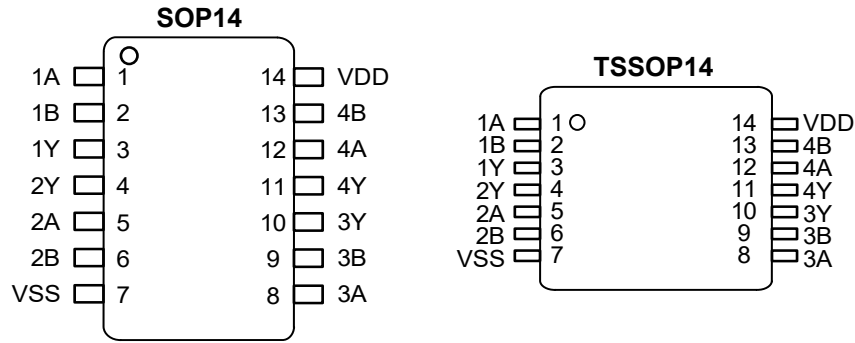 SOP14
1A 1 14 VDD
1B 2 13 4B
1Y 3 12 4A
2Y 4 11 4Y
2A 5 10 3Y
2B 6 9 3B
VSS 7 8 3A
TSSOP14
1A 1 14 VDD
1B 2 13 4B
1Y 3 12 4A
2Y 4 11 4Y
2A 5 10 3Y
2B 6 9 3B
VSS 7 8 3A